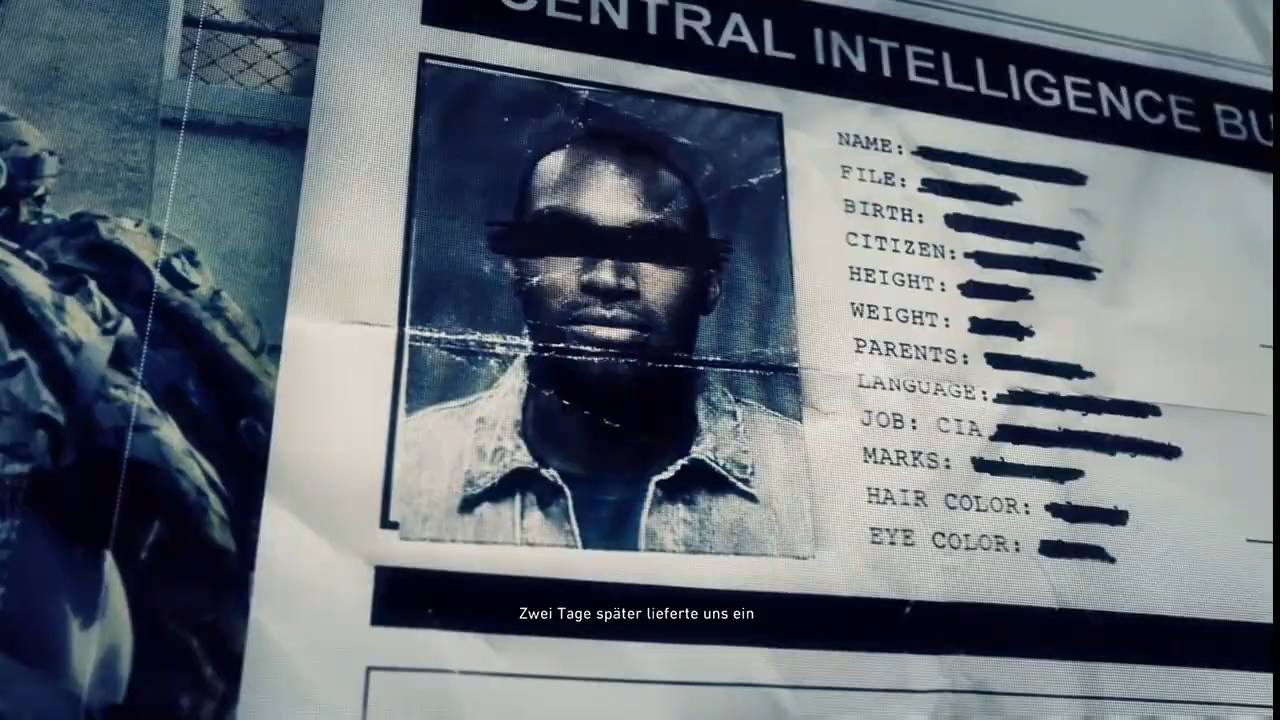 CENTRAL INTELLIGENCE BU
NAME:
FILE:
BIRTH:
CITIZEN:
HEIGHT:
WEIGHT:
PARENTS:
LANGUAGE:
JOB: CIA
MARKS:
HAIR COLOR:
EYE COLOR:
Zwei Tage später lieferte uns ein